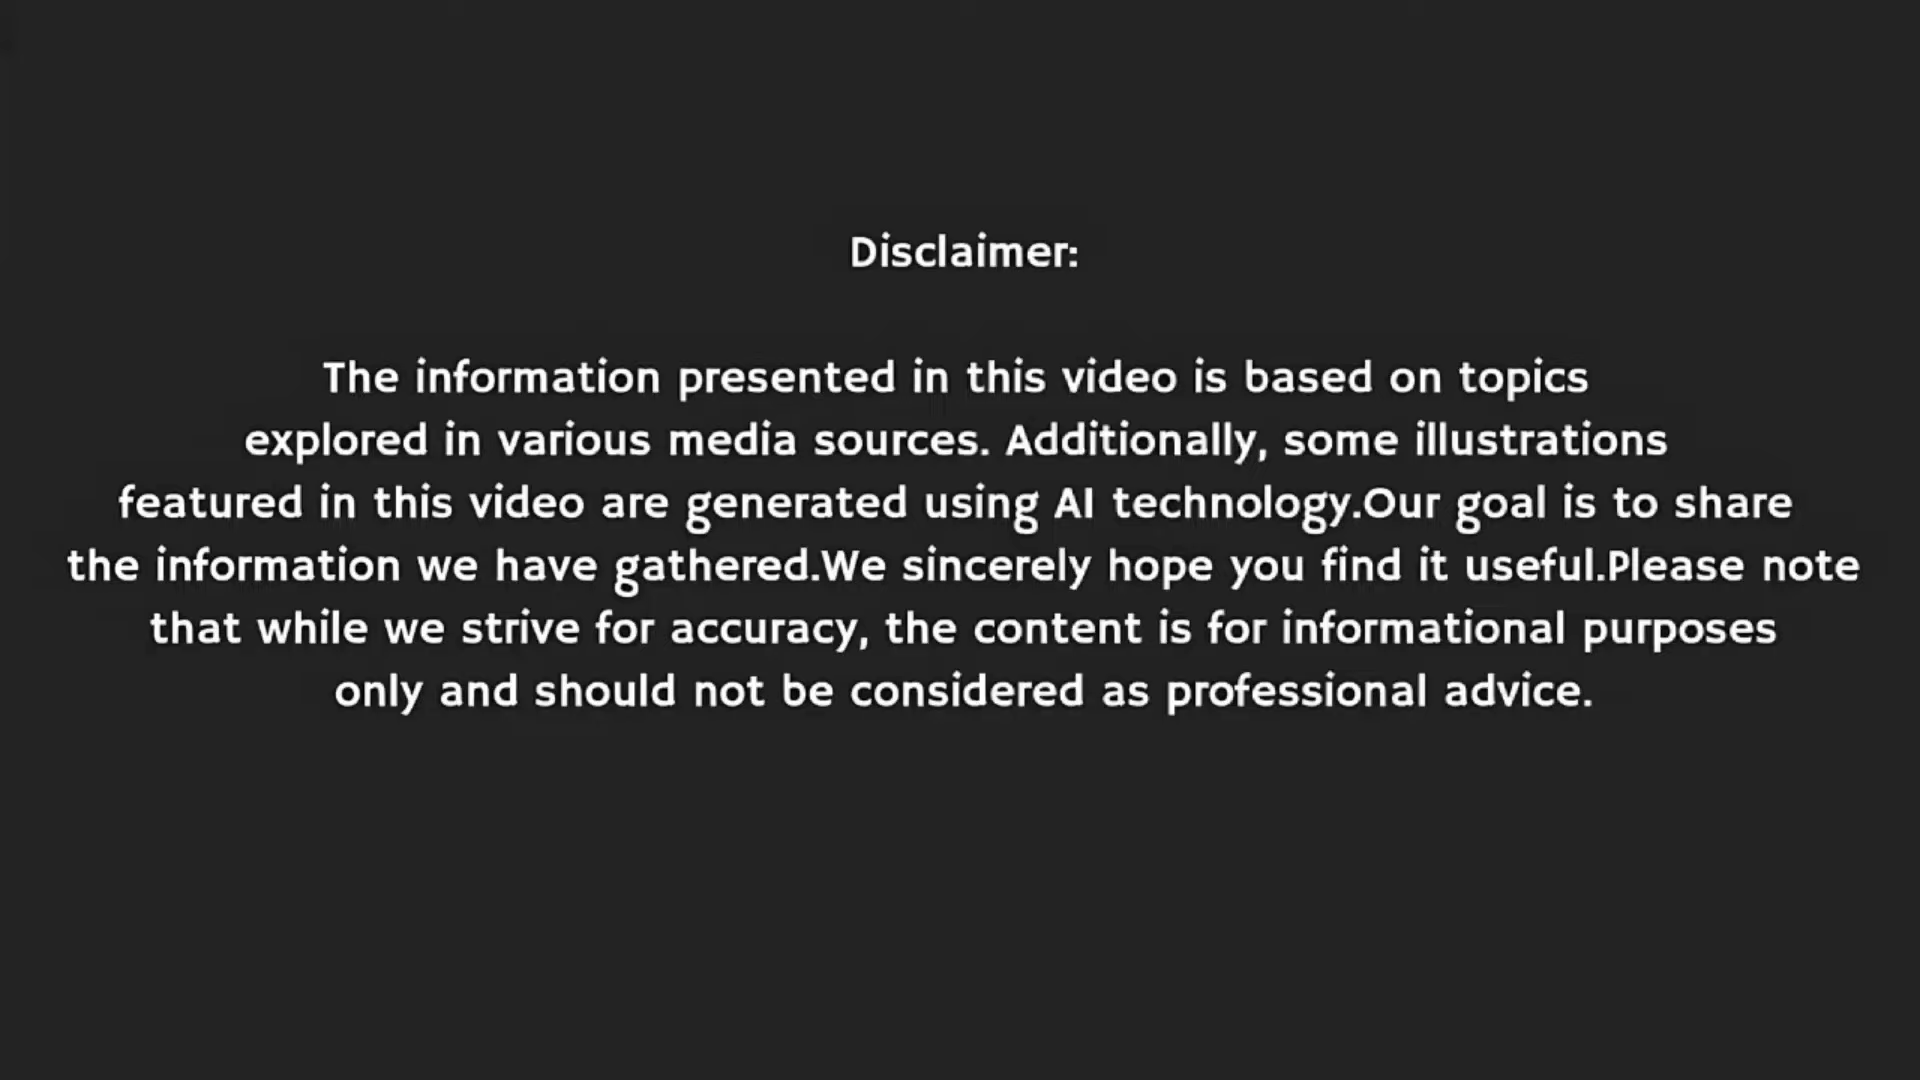 Disclaimer:
The information presented in this video is based on topics
explored in various media sources. Additionally, some illustrations
featured in this video are generated using AI technology.Our goal is to share
the information we have gathered.We sincerely hope you find it useful.Please note
that while we strive for accuracy, the content is for informational purposes
only and should not be considered as professional advice.